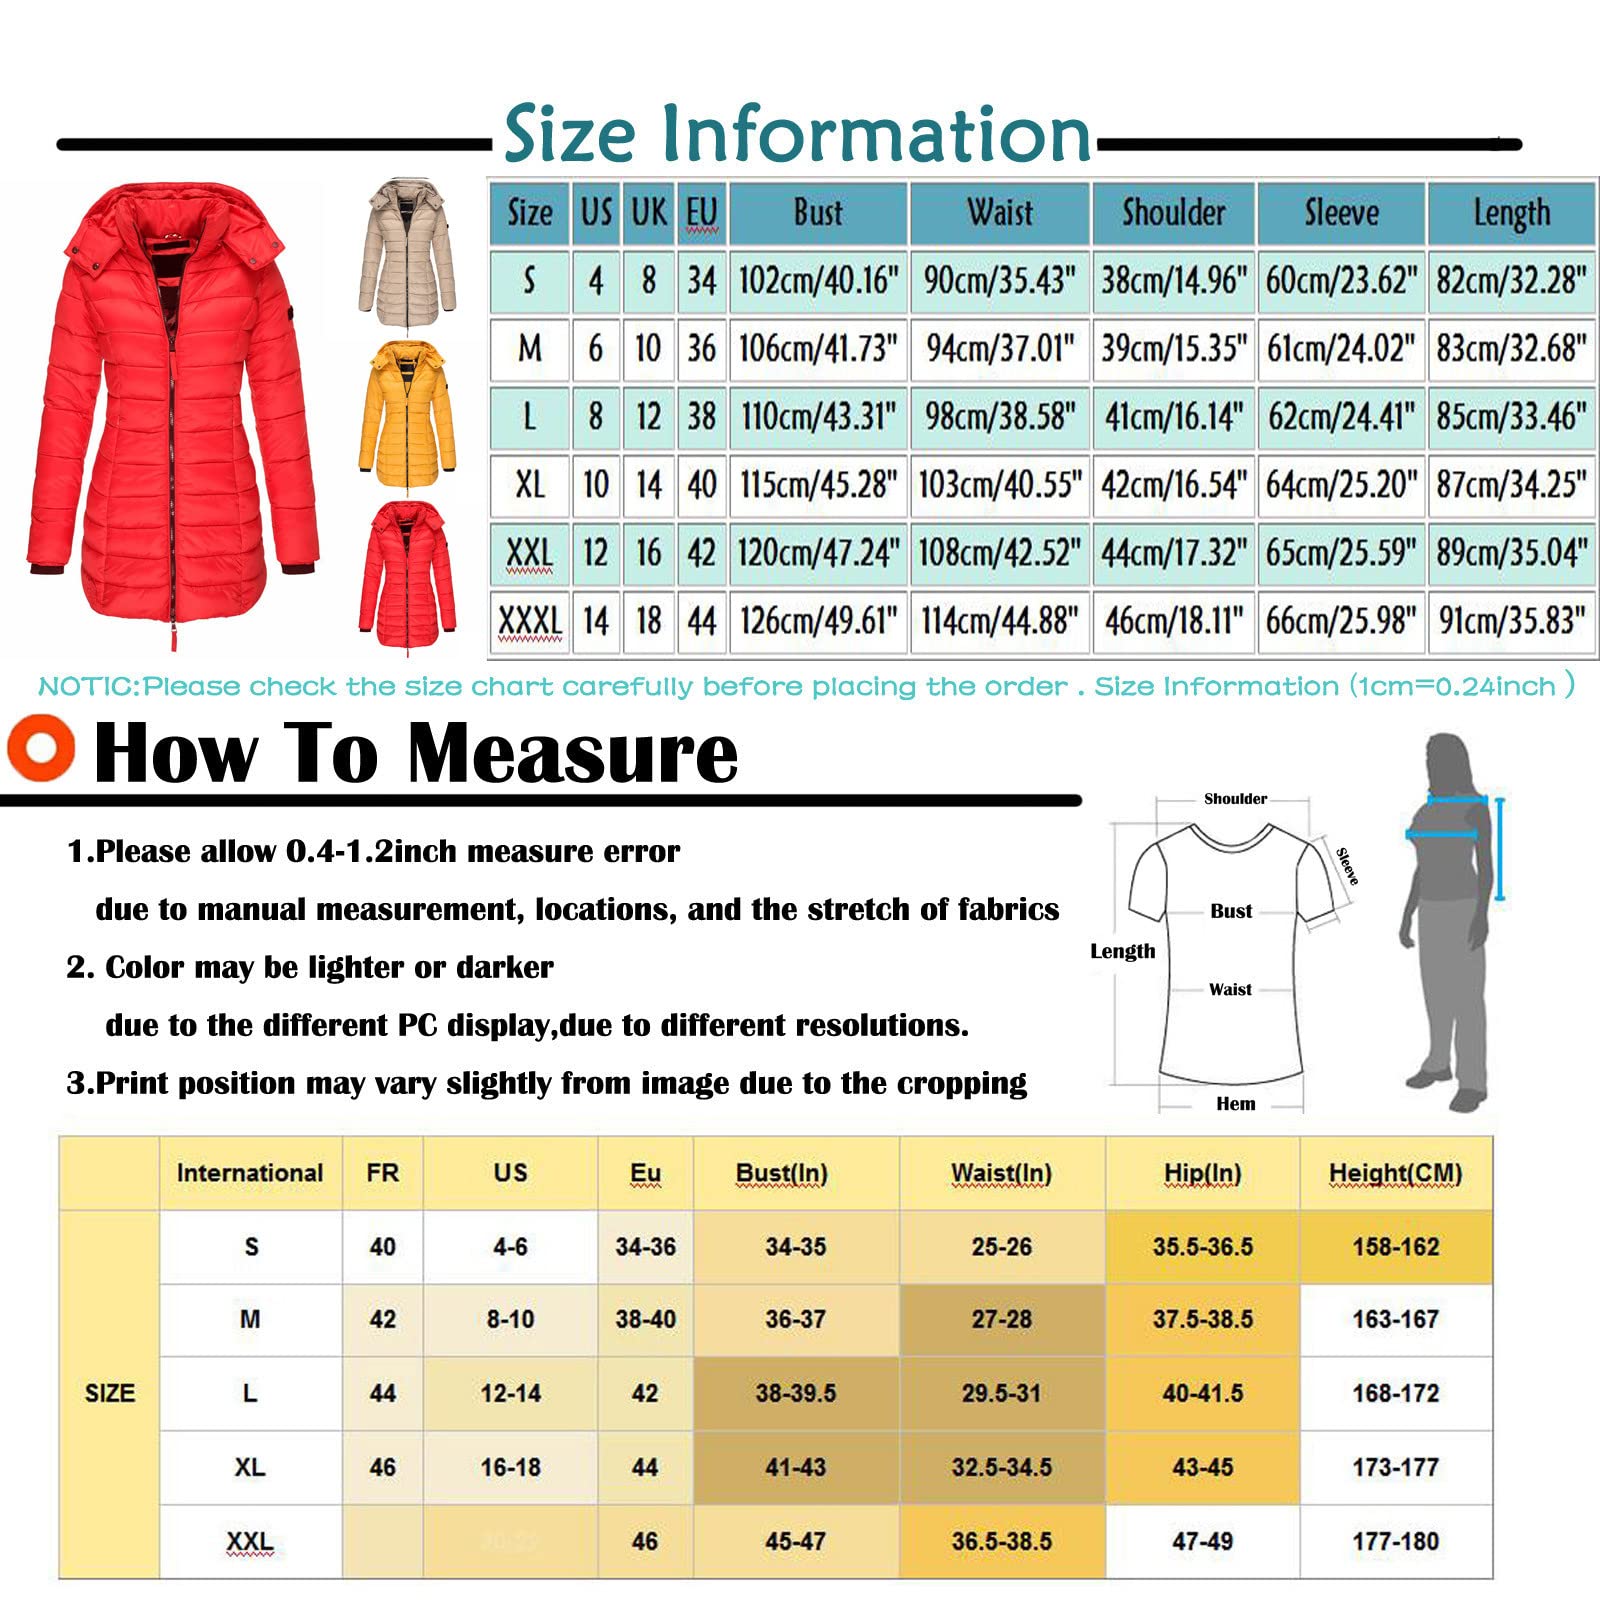 Size Information
Size US UK EU Bust Waist Shoulder Sleeve Length
S 4 8 34 102cm/40.16" 90cm/35.43" 38cm/14.96" 60cm/23.62" 82cm/32.28"
M 6 10 36 106cm/41.73" 94cm/37.01" 39cm/15.35" 61cm/24.02" 83cm/32.68"
L 8 12 38 110cm/43.31" 98cm/38.58" 41cm/16.14" 62cm/24.41" 85cm/33.46"
XL 10 14 40 115cm/45.28" 103cm/40.55" 42cm/16.54" 64cm/25.20" 87cm/34.25"
XXL 12 16 42 120cm/47.24" 108cm/42.52" 44cm/17.32" 65cm/25.59" 89cm/35.04"
XXXL 14 18 44 126cm/49.61" 114cm/44.88" 46cm/18.11" 66cm/25.98" 91cm/35.83"
NOTIC:Please check the size chart carefully before placing the order . Size Information (1cm=0.24inch )
How To Measure
1.Please allow 0.4-1.2inch measure error
due to manual measurement, locations, and the stretch of fabrics
2. Color may be lighter or darker
due to the different PC display,due to different resolutions.
3.Print position may vary slightly from image due to the cropping
Shoulder
Sleeve
Bust
Length
Waist
Hem
International FR US Eu Bust(In) Waist(In) Hip(In) Height(CM)
S 40 4-6 34-36 34-35 25-26 35.5-36.5 158-162
M 42 8-10 38-40 36-37 27-28 37.5-38.5 163-167
SIZE L 44 12-14 42 38-39.5 29.5-31 40-41.5 168-172
XL 46 16-18 44 41-43 32.5-34.5 43-45 173-177
XXL 46 45-47 36.5-38.5 47-49 177-180